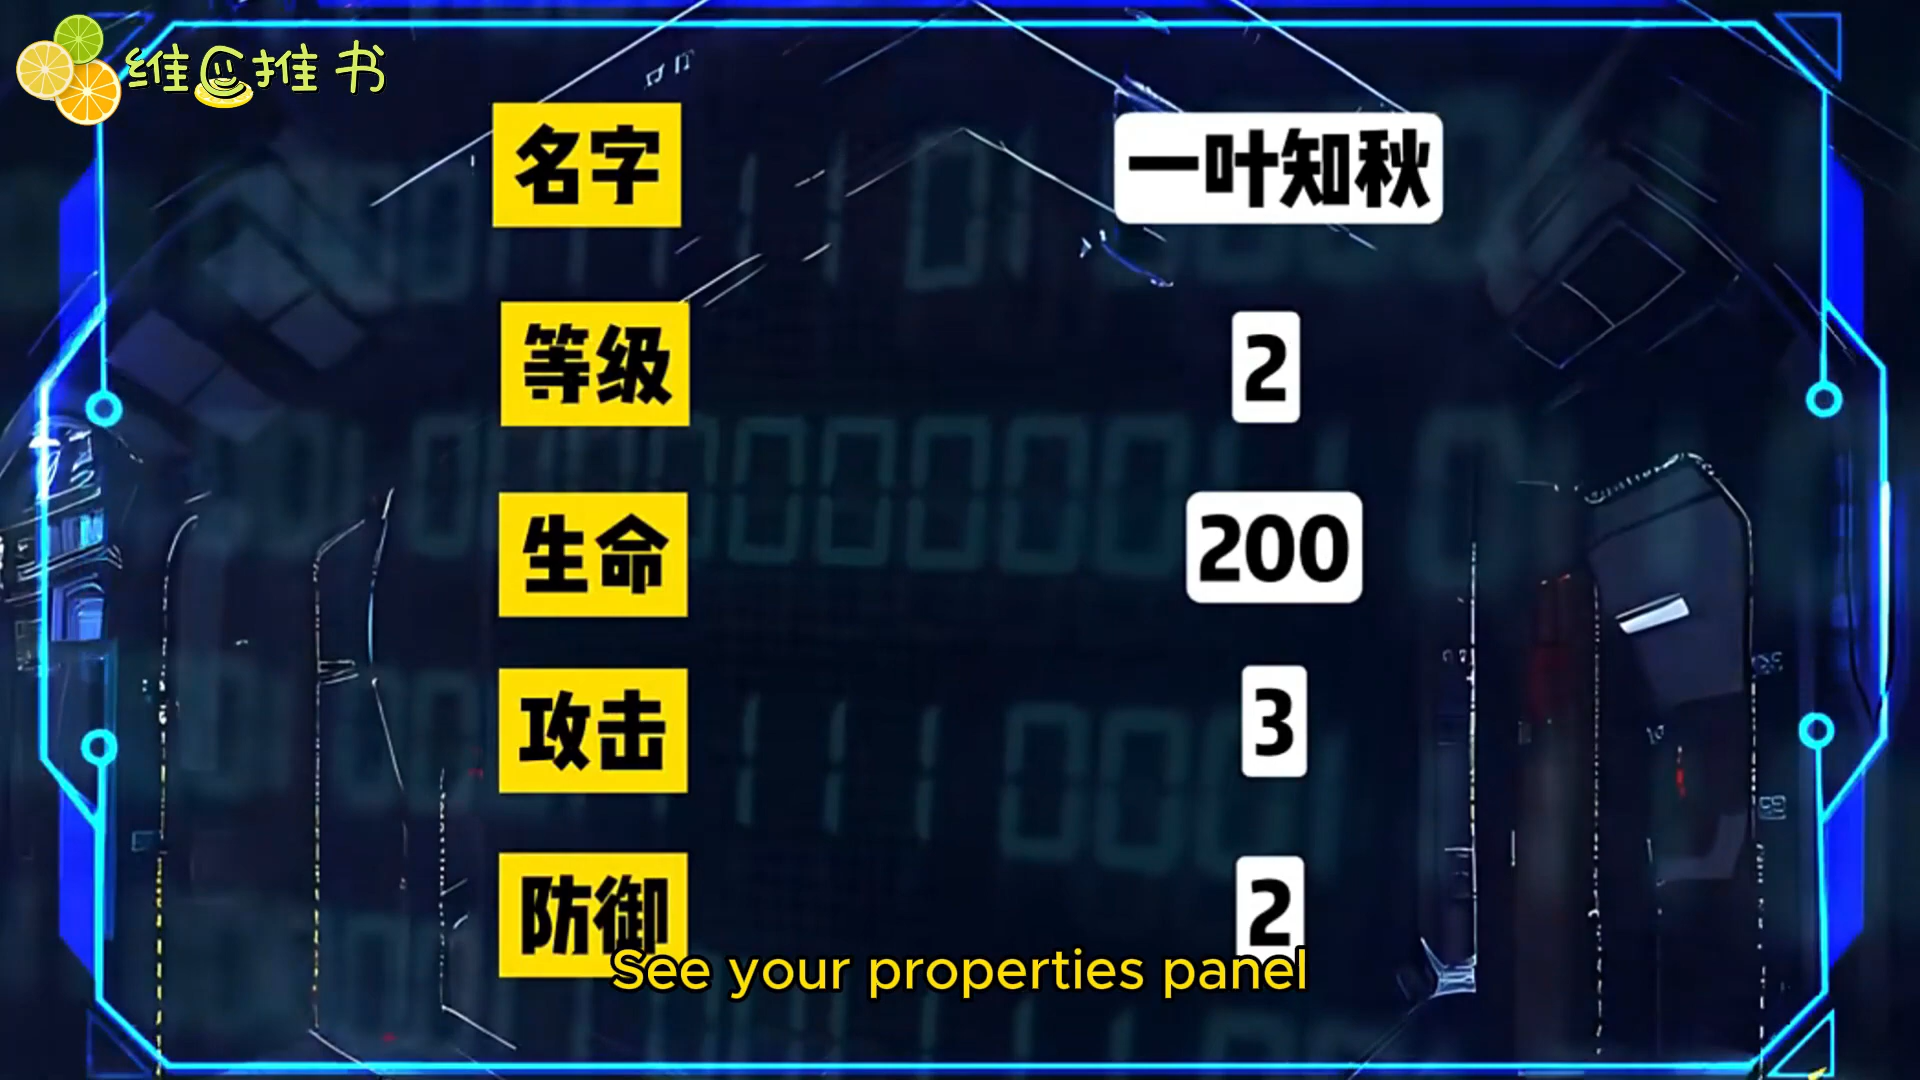 维C推书
名字 一叶知秋
等级 2
生命 200
攻击 3
防御 2
See your properties panel